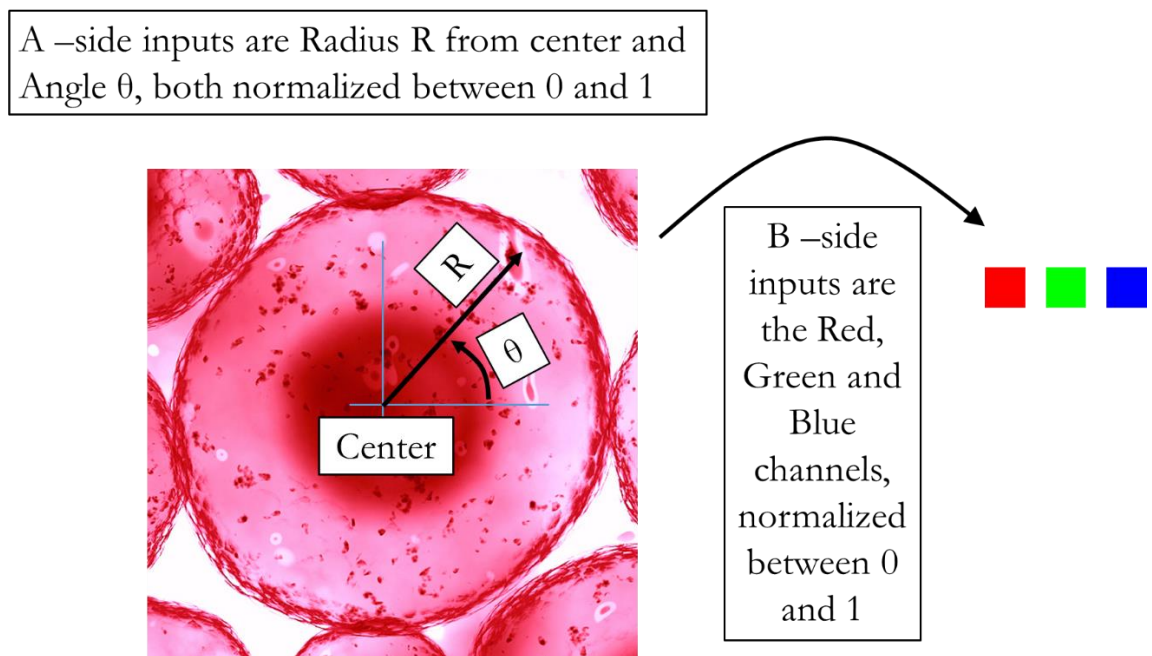 A –side inputs are Radius R from center and
Angle θ, both normalized between 0 and 1
R
θ
Center
B –side
inputs are
the Red,
Green and
Blue
channels,
normalized
between 0
and 1